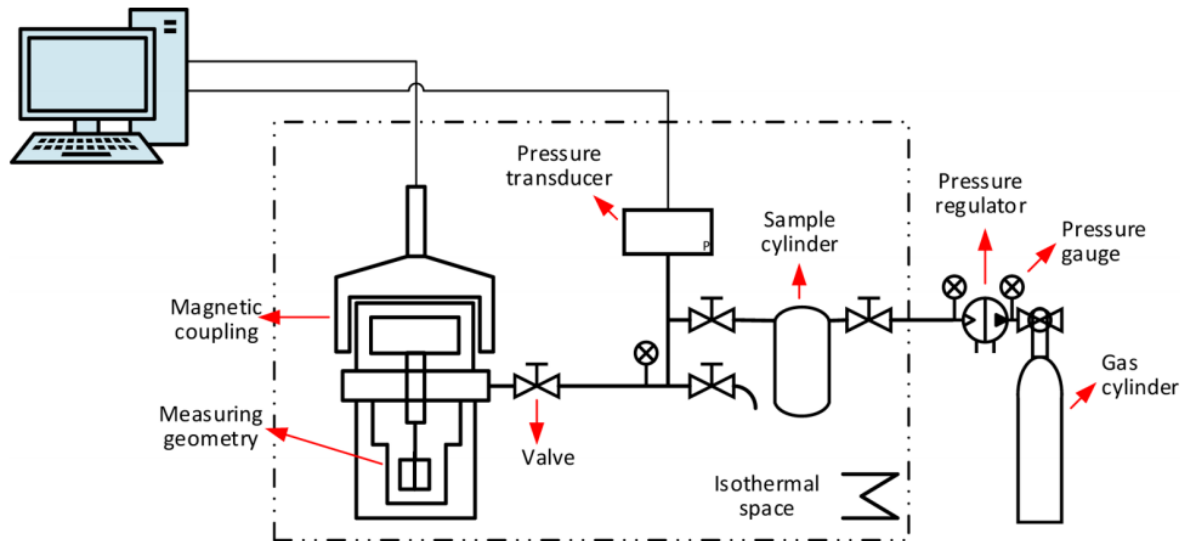 Pressure
transducer
P
Sample
cylinder
Pressure
regulator
Pressure
gauge
Magnetic
coupling
Gas
cylinder
Measuring
geometry
Valve
Isothermal
space